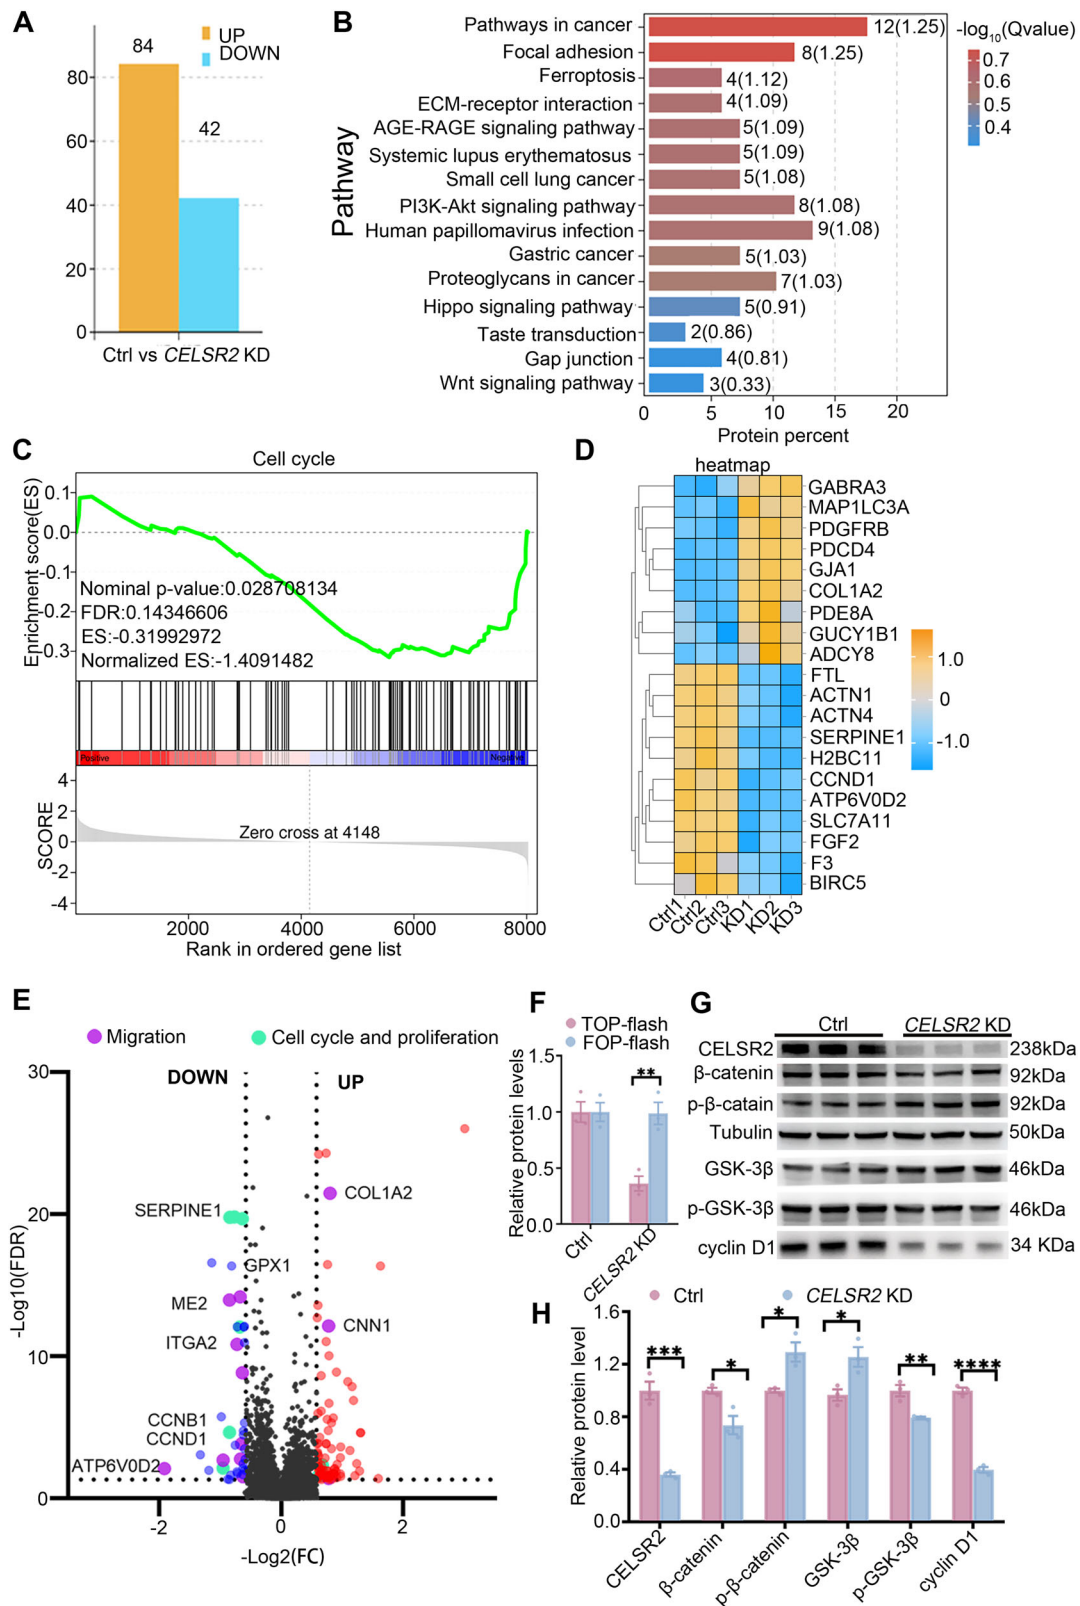 A
84
UP
DOWN
42
80
60
40
20
0
Ctrl vs CELSR2 KD
B
Pathway
Pathways in cancer 12(1.25)
Focal adhesion 8(1.25)
Ferroptosis 4(1.12)
ECM-receptor interaction 4(1.09)
AGE-RAGE signaling pathway 5(1.09)
Systemic lupus erythematosus 5(1.09)
Small cell lung cancer 5(1.08)
PI3K-Akt signaling pathway 8(1.08)
Human papillomavirus infection 9(1.08)
Gastric cancer 5(1.03)
Proteoglycans in cancer 7(1.03)
Hippo signaling pathway 5(0.91)
Taste transduction 2(0.86)
Gap junction 4(0.81)
Wnt signaling pathway 3(0.33)
0 5 10 15 20
Protein percent
-log10(Qvalue)
0.7
0.6
0.5
0.4
C
Cell cycle
Enrichment score(ES)
0.1
0.0
-0.1
-0.2
-0.3
Nominal p-value:0.028708134
FDR:0.14346606
ES:-0.31992972
Normalized ES:-1.4091482
Positive
Negative
SCORE
4
2
0
-2
-4
Zero cross at 4148
2000 4000 6000 8000
Rank in ordered gene list
D
heatmap
GABRA3
MAP1LC3A
PDGFRB
PDCD4
GJA1
COL1A2
PDE8A
GUCY1B1
ADCY8
FTL
ACTN1
ACTN4
SERPINE1
H2BC11
CCND1
ATP6V0D2
SLC7A11
FGF2
F3
BIRC5
Ctrl1 Ctrl2 Ctrl3 KD1 KD2 KD3
1.0
0
-1.0
E
Migration
Cell cycle and proliferation
DOWN
UP
-Log10(FDR)
30
20
10
0
COL1A2
SERPINE1
GPX1
ME2
CNN1
ITGA2
CCNB1
CCND1
ATP6V0D2
-2 0 2
-Log2(FC)
F
TOP-flash
FOP-flash
Relative protein levels
1.5
1.0
0.5
0.0
**
Ctrl
CELSR2 KD
G
Ctrl CELSR2 KD
CELSR2 238kDa
β-catenin 92kDa
p-β-catain 92kDa
Tubulin 50kDa
GSK-3β 46kDa
p-GSK-3β 46kDa
cyclin D1 34 KDa
H
Ctrl
CELSR2 KD
Relative protein level
1.6
1.2
0.8
0.4
0.0
*** * * * ** ****
CELSR2
β-catenin
p-β-catenin
GSK-3β
p-GSK-3β
cyclin D1